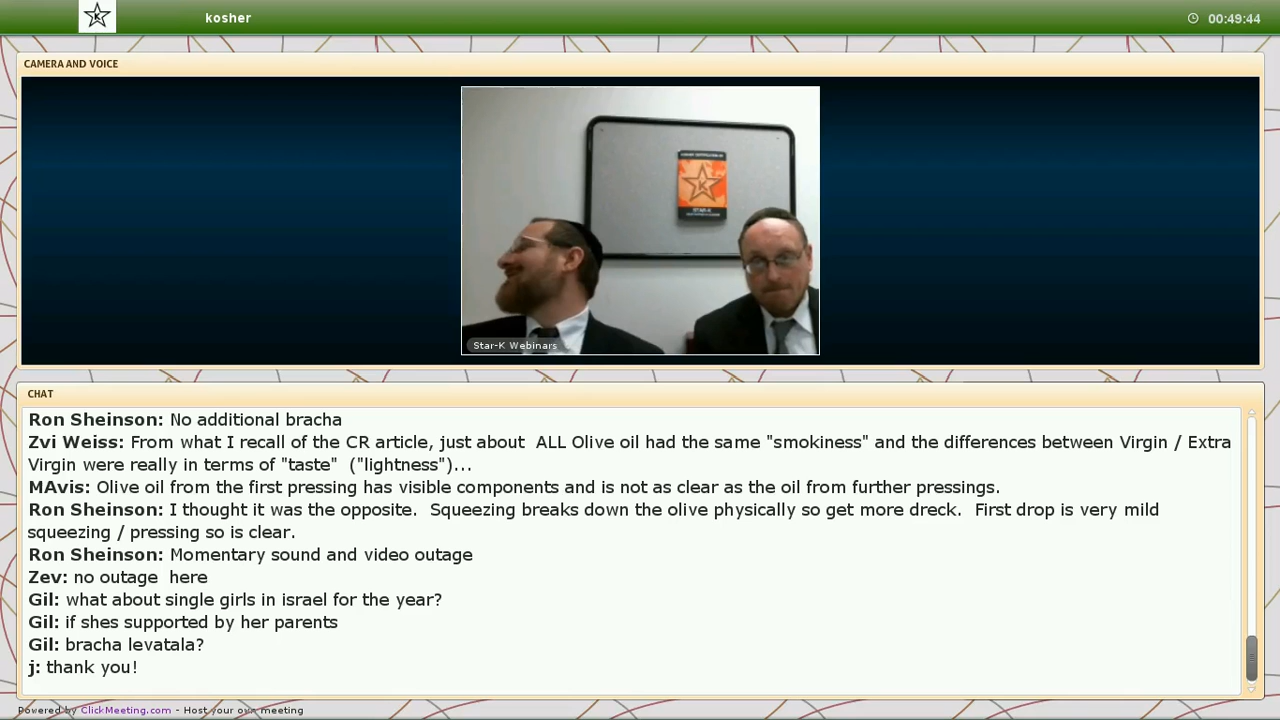 K
kosher
00:49:44
CAMERA AND VOICE
K
STAR-K
Star-K Webinars
CHAT
Ron Sheinson: No additional bracha
Zvi Weiss: From what I recall of the CR article, just about  ALL Olive oil had the same "smokiness" and the differences between Virgin / Extra
Virgin were really in terms of "taste"  ("lightness")...
MAvis: Olive oil from the first pressing has visible components and is not as clear as the oil from further pressings.
Ron Sheinson: I thought it was the opposite.  Squeezing breaks down the olive physically so get more dreck.  First drop is very mild
squeezing / pressing so is clear.
Ron Sheinson: Momentary sound and video outage
Zev: no outage  here
Gil: what about single girls in israel for the year?
Gil: if shes supported by her parents
Gil: bracha levatala?
j: thank you!
Powered by ClickMeeting.com - Host your own meeting